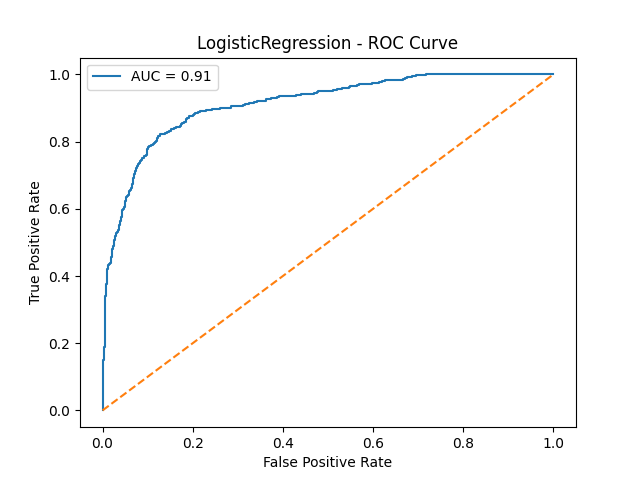 LogisticRegression - ROC Curve
AUC = 0.91
True Positive Rate
1.0
0.8
0.6
0.4
0.2
0.0
0.0 0.2 0.4 0.6 0.8 1.0
False Positive Rate